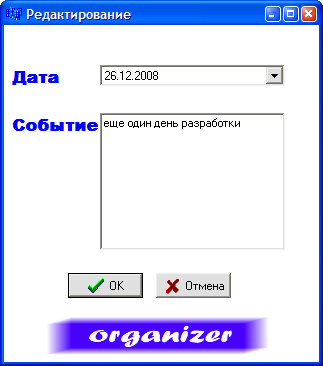 Редактирование
Дата
26.12.2008
Событие
еще один день разработки
OK
Отмена
organizer